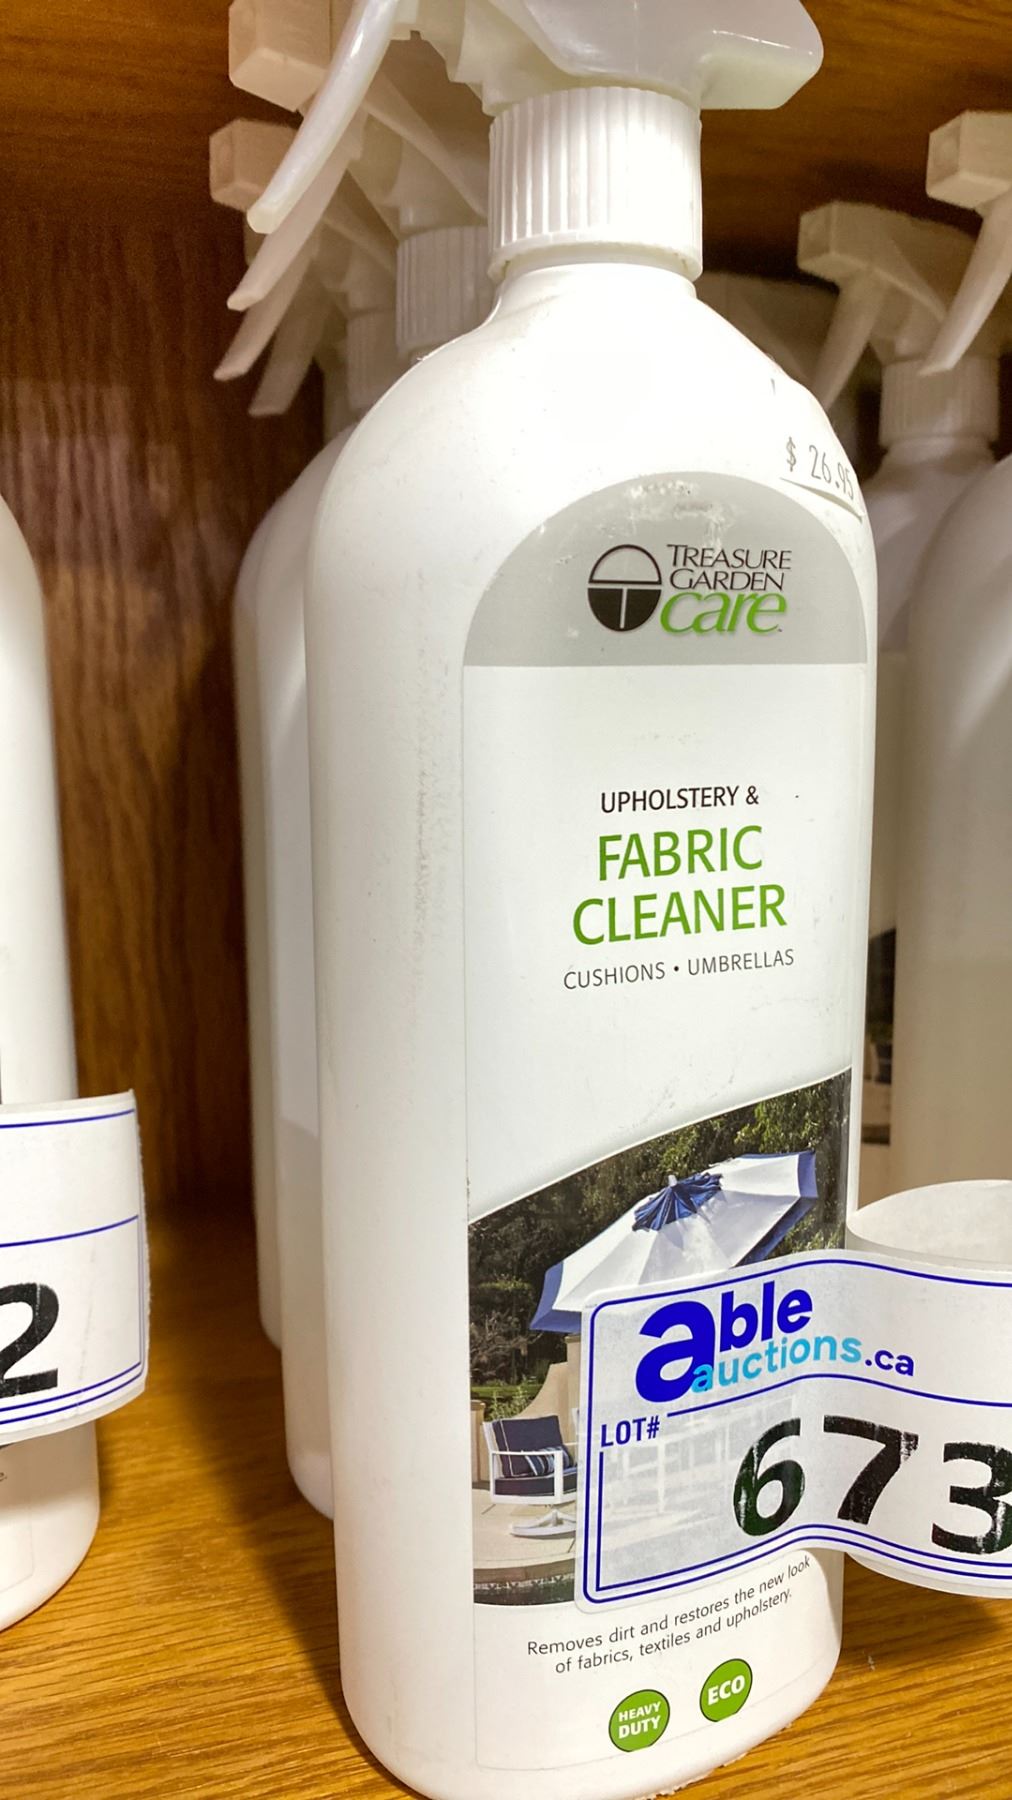 $ 26.95
TREASURE
GARDEN
care
UPHOLSTERY &
FABRIC
CLEANER
CUSHIONS • UMBRELLAS
able
auctions.ca
LOT#
673
2
Removes dirt and restores the new look
of fabrics, textiles and upholstery.
HEAVY
DUTY
ECO